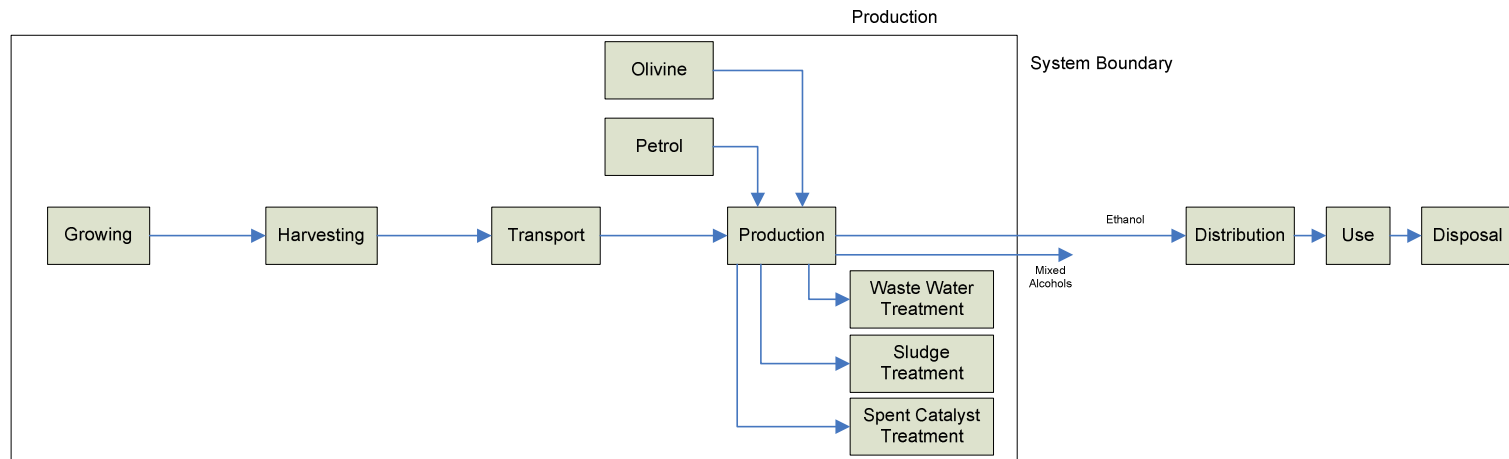 Production
System Boundary
Olivine
Petrol
Growing
Harvesting
Transport
Production
Ethanol
Mixed
Alcohols
Distribution
Use
Disposal
Waste Water
Treatment
Sludge
Treatment
Spent Catalyst
Treatment